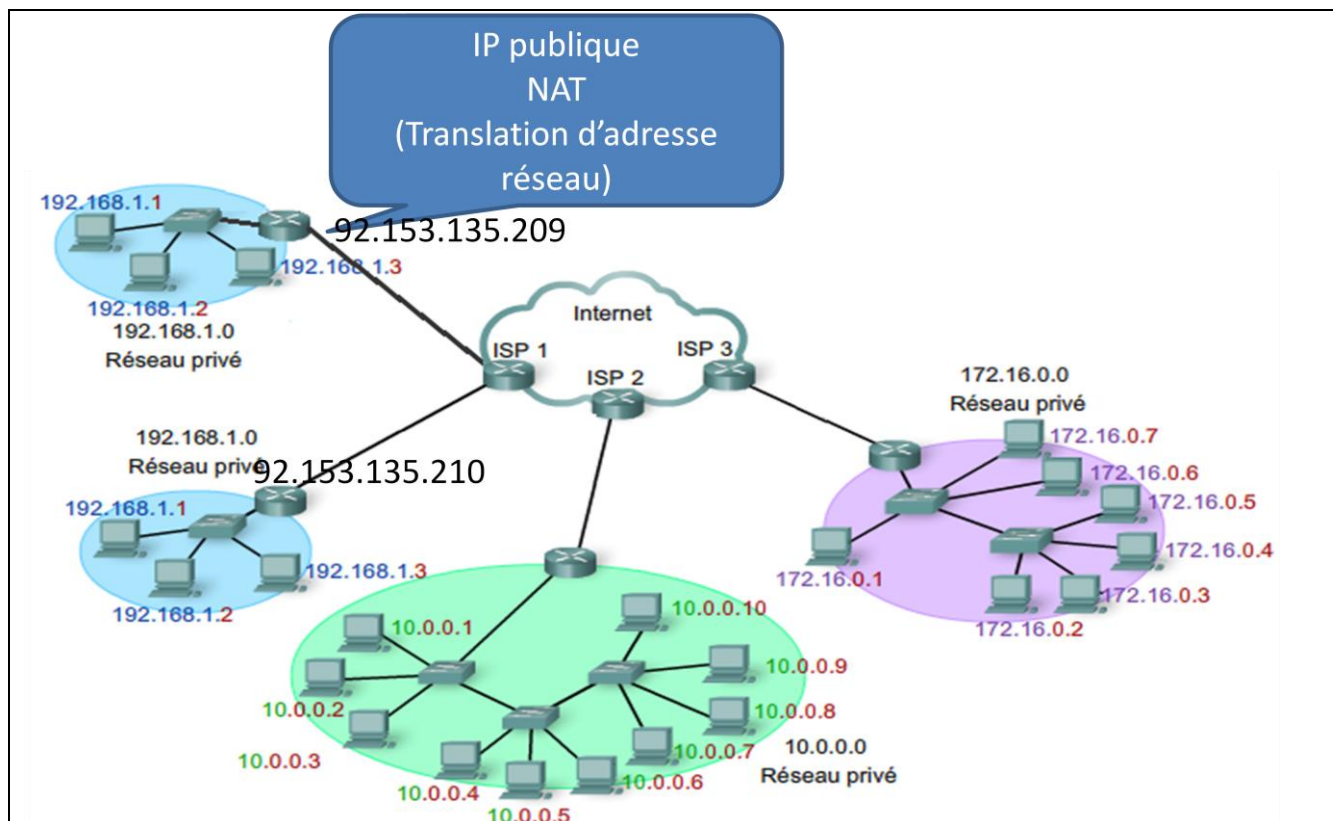 IP publique
NAT
(Translation d'adresse
réseau)
192.168.1.1
92.153.135.209
192.168.1.3
192.168.1.2
192.168.1.0
Réseau privé
Internet
ISP 1
ISP 2
ISP 3
172.16.0.0
Réseau privé
172.16.0.7
172.16.0.6
172.16.0.5
172.16.0.4
172.16.0.3
172.16.0.2
172.16.0.1
192.168.1.0
Réseau privé
92.153.135.210
192.168.1.1
192.168.1.3
192.168.1.2
10.0.0.10
10.0.0.1
10.0.0.9
10.0.0.2
10.0.0.8
10.0.0.3
10.0.0.7
10.0.0.6
10.0.0.4
10.0.0.5
10.0.0.0
Réseau privé